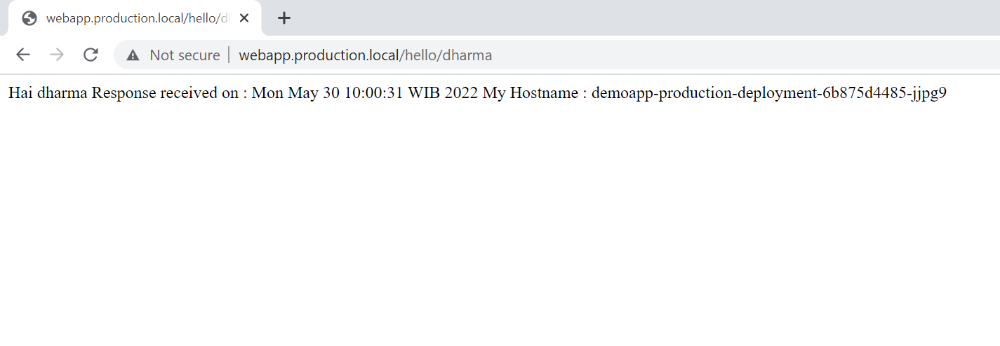 webapp.production.local/hello/d
Not secure
webapp.production.local/hello/dharma
Hai dharma Response received on : Mon May 30 10:00:31 WIB 2022 My Hostname : demoapp-production-deployment-6b875d4485-jjpg9